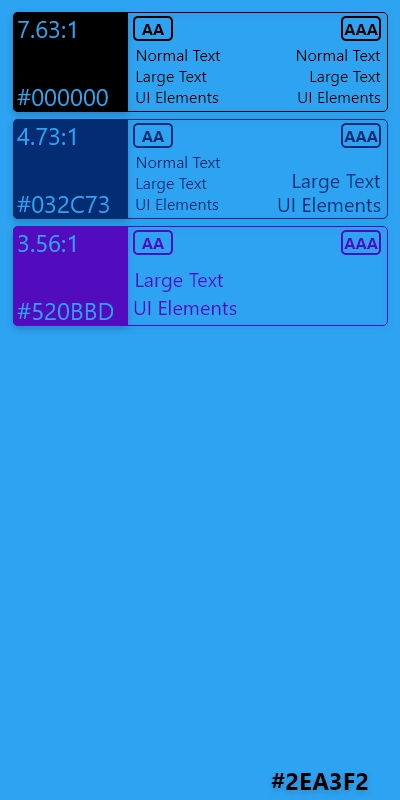 7.63:1
#000000
AA
Normal Text
Large Text
UI Elements
AAA
Normal Text
Large Text
UI Elements
4.73:1
#032C73
AA
Normal Text
Large Text
UI Elements
AAA
Large Text
UI Elements
3.56:1
#520BBD
AA
Large Text
UI Elements
AAA
#2EA3F2